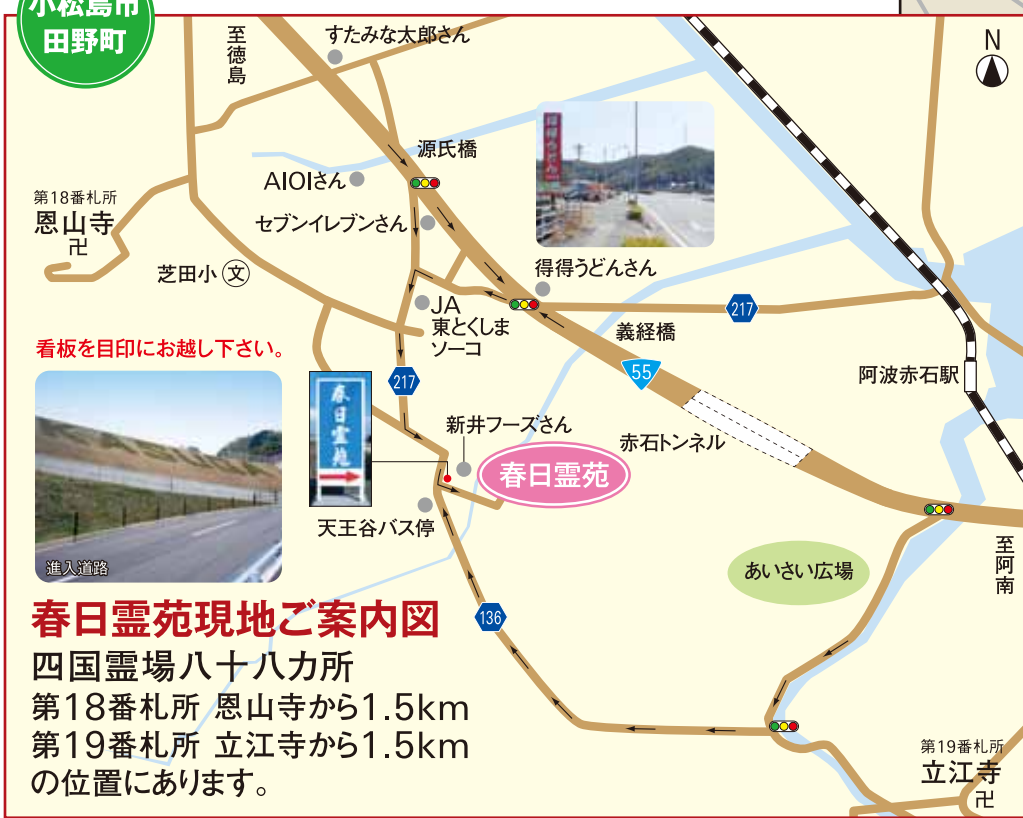 小松島市
田野町
至徳島
すたみな太郎さん
N
源氏橋
AIOIさん
第18番札所
恩山寺
卍
セブンイレブンさん
芝田小 文
得得うどん
得得うどんさん
JA
東とくしま
ソーコ
217
義経橋
看板を目印にお越し下さい。
55
阿波赤石駅
217
春日霊苑
新井フーズさん
赤石トンネル
春日霊苑
天王谷バス停
進入道路
至阿南
あいさい広場
136
春日霊苑現地ご案内図
四国霊場八十八カ所
第18番札所 恩山寺から1.5km
第19番札所 立江寺から1.5km
の位置にあります。
第19番札所
立江寺
卍